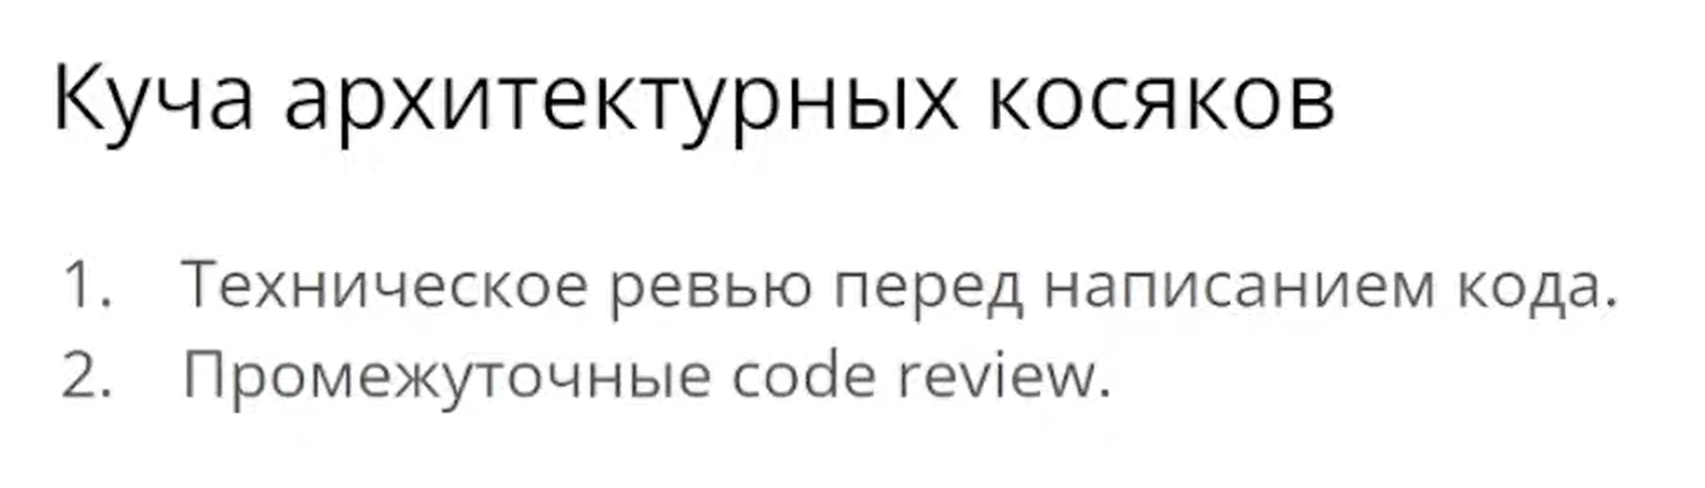 Куча архитектурных косяков
1. Техническое ревью перед написанием кода.
2. Промежуточные code review.